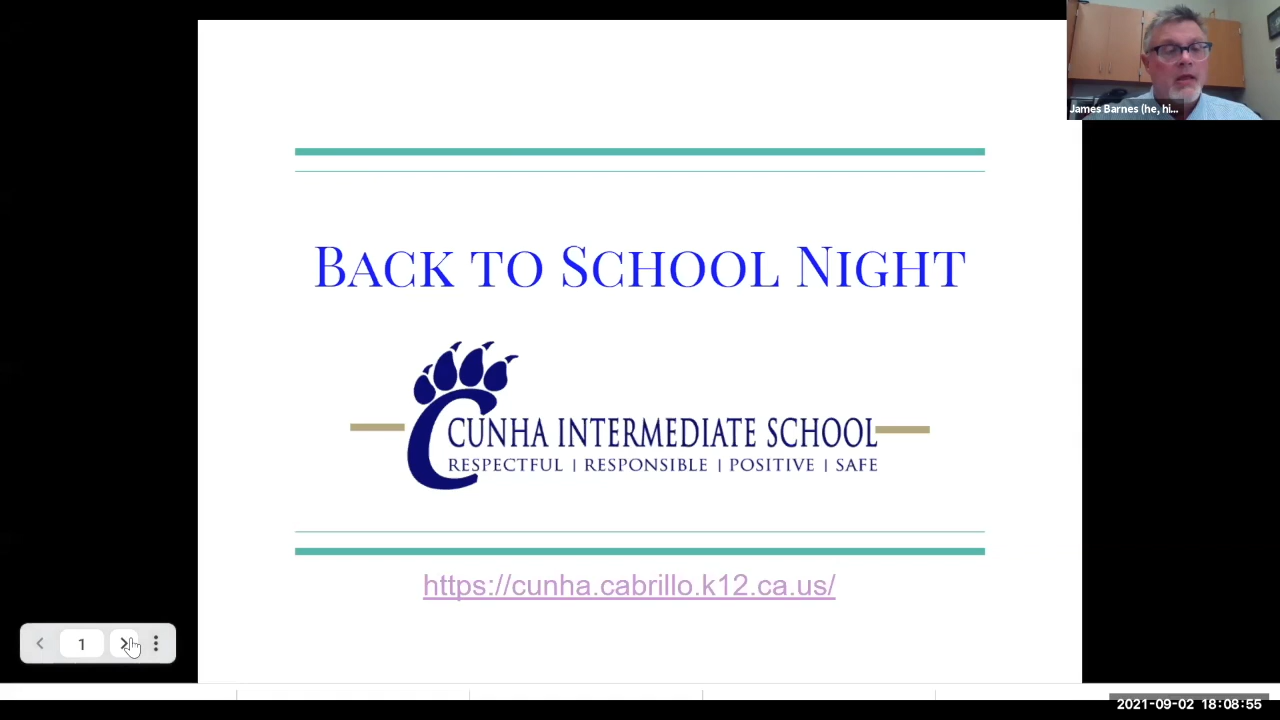 James Barnes (he, hi...
BACK TO SCHOOL NIGHT
CUNHA INTERMEDIATE SCHOOL
RESPECTFUL | RESPONSIBLE | POSITIVE | SAFE
https://cunha.cabrillo.k12.ca.us/
1
2021-09-02 18:08:55